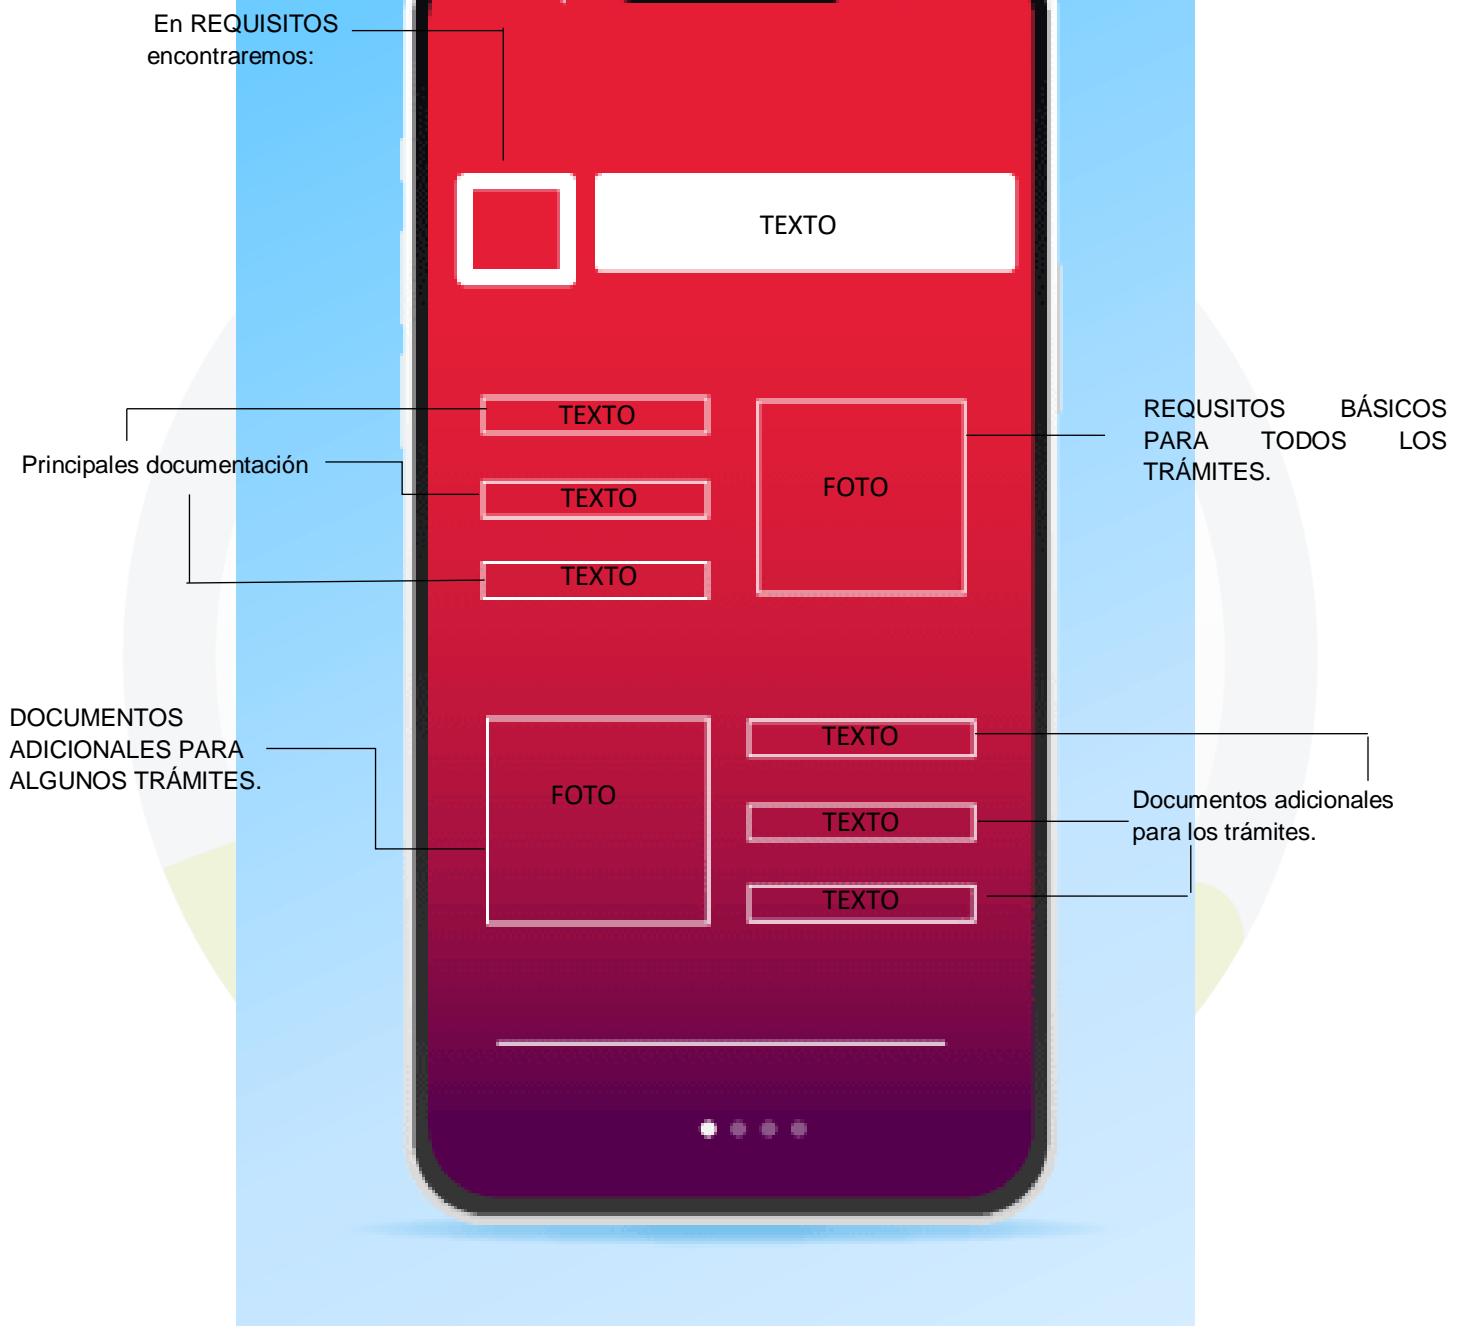 En REQUISITOS
encontraremos:
TEXTO
TEXTO
TEXTO
TEXTO
Principales documentación
FOTO
REQUSITOS BÁSICOS
PARA TODOS LOS
TRÁMITES.
DOCUMENTOS
ADICIONALES PARA
ALGUNOS TRÁMITES.
FOTO
TEXTO
TEXTO
TEXTO
Documentos adicionales
para los trámites.